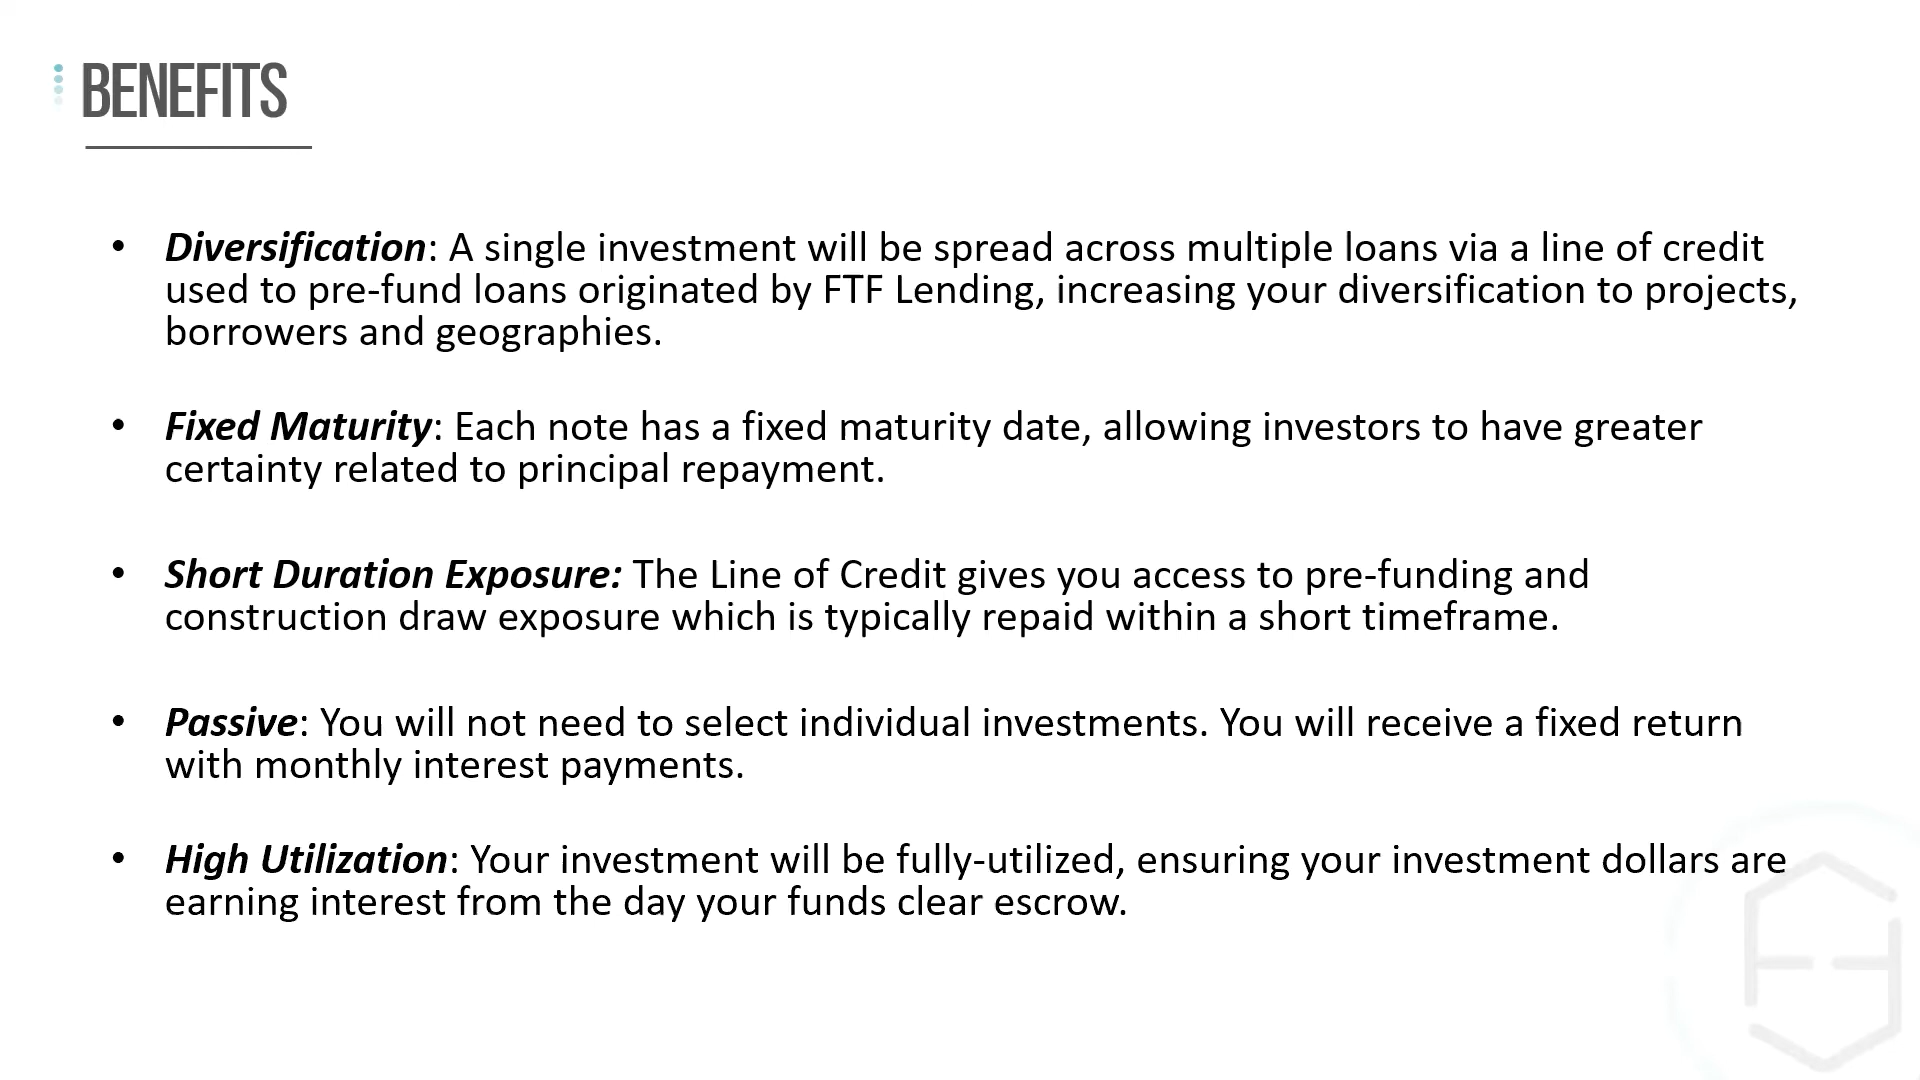 BENEFITS
• Diversification: A single investment will be spread across multiple loans via a line of credit
used to pre-fund loans originated by FTF Lending, increasing your diversification to projects,
borrowers and geographies.
• Fixed Maturity: Each note has a fixed maturity date, allowing investors to have greater
certainty related to principal repayment.
• Short Duration Exposure: The Line of Credit gives you access to pre-funding and
construction draw exposure which is typically repaid within a short timeframe.
• Passive: You will not need to select individual investments. You will receive a fixed return
with monthly interest payments.
• High Utilization: Your investment will be fully-utilized, ensuring your investment dollars are
earning interest from the day your funds clear escrow.